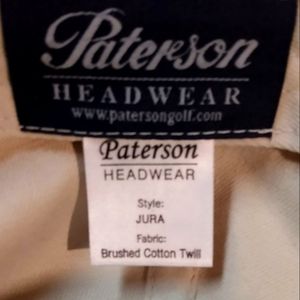 Paterson
HEADWEAR
www.patersongolf.com
Paterson
HEADWEAR
Style:
JURA
Fabric:
Brushed Cotton Twill